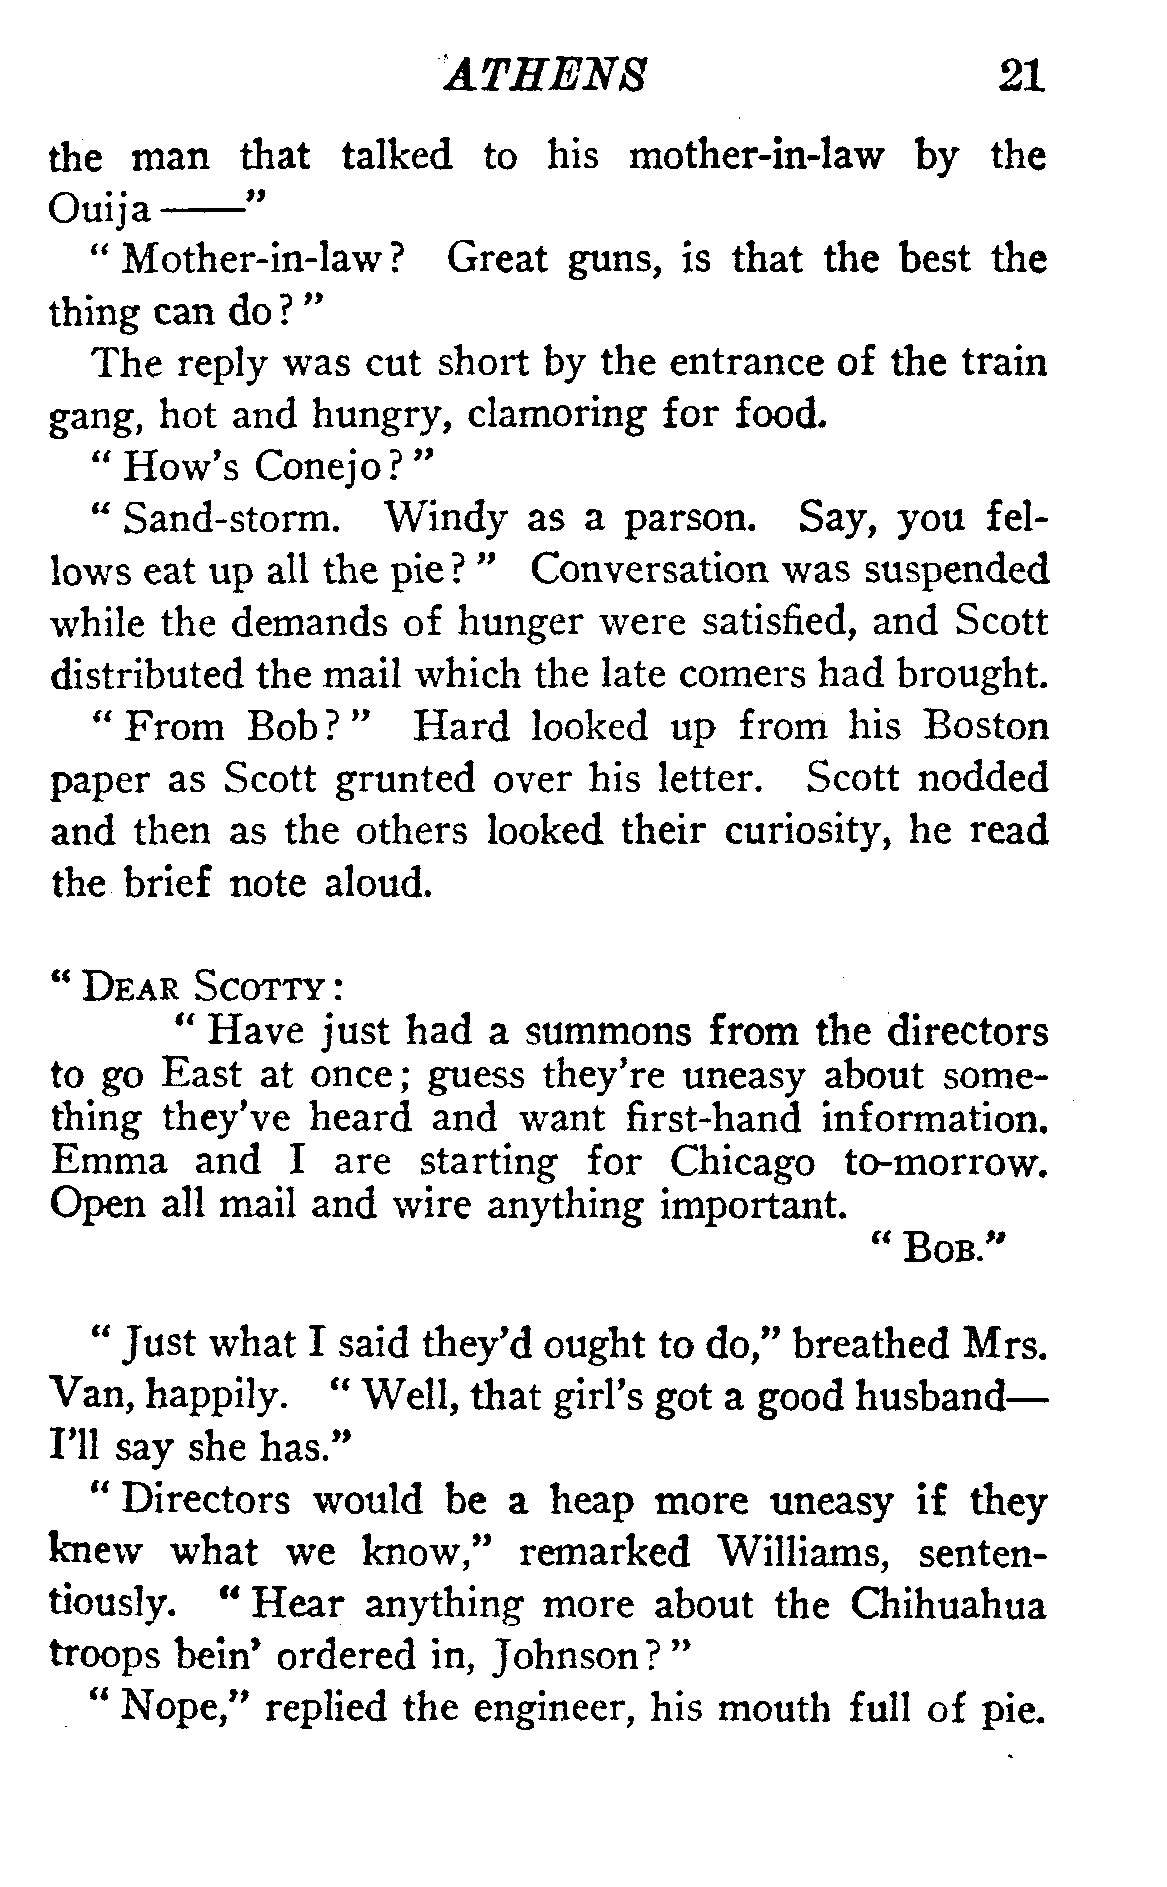 ATHENS 21
the man that talked to his mother-in-law by the
Ouija ——"
" Mother-in-law? Great guns, is that the best the
thing can do? "
The reply was cut short by the entrance of the train
gang, hot and hungry, clamoring for food.
" How's Conejo? "
" Sand-storm. Windy as a parson. Say, you fel-
lows eat up all the pie? " Conversation was suspended
while the demands of hunger were satisfied, and Scott
distributed the mail which the late comers had brought.
" From Bob? " Hard looked up from his Boston
paper as Scott grunted over his letter. Scott nodded
and then as the others looked their curiosity, he read
the brief note aloud.
" DEAR SCOTTY:
" Have just had a summons from the directors
to go East at once; guess they're uneasy about some-
thing they've heard and want first-hand information.
Emma and I are starting for Chicago to-morrow.
Open all mail and wire anything important.
" BOB."
" Just what I said they'd ought to do," breathed Mrs.
Van, happily. " Well, that girl's got a good husband—
I'll say she has."
" Directors would be a heap more uneasy if they
knew what we know," remarked Williams, senten-
tiously. " Hear anything more about the Chihuahua
troops bein' ordered in, Johnson? "
" Nope," replied the engineer, his mouth full of pie.